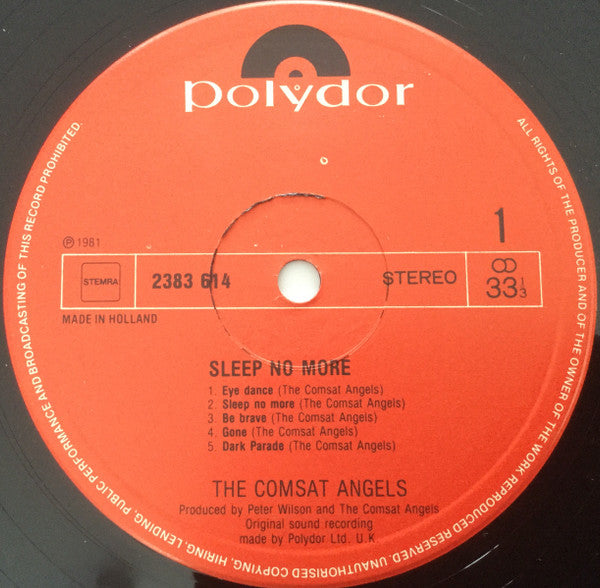 polydor
ALL RIGHTS OF THE PRODUCER AND OF THE OWNER OF THE WORK REPRODUCED RESERVED. UNAUTHORISED COPYING, HIRING, LENDING, PUBLIC PERFORMANCE AND BROADCASTING OF THIS RECORD PROHIBITED.
℗ 1981
1
STEMRA
2383 614
STEREO
33 1/3
MADE IN HOLLAND
SLEEP NO MORE
1. Eye dance (The Comsat Angels)
2. Sleep no more (The Comsat Angels)
3. Be brave (The Comsat Angels)
4. Gone (The Comsat Angels)
5. Dark Parade (The Comsat Angels)
THE COMSAT ANGELS
Produced by Peter Wilson and The Comsat Angels
Original sound recording
made by Polydor Ltd. U.K